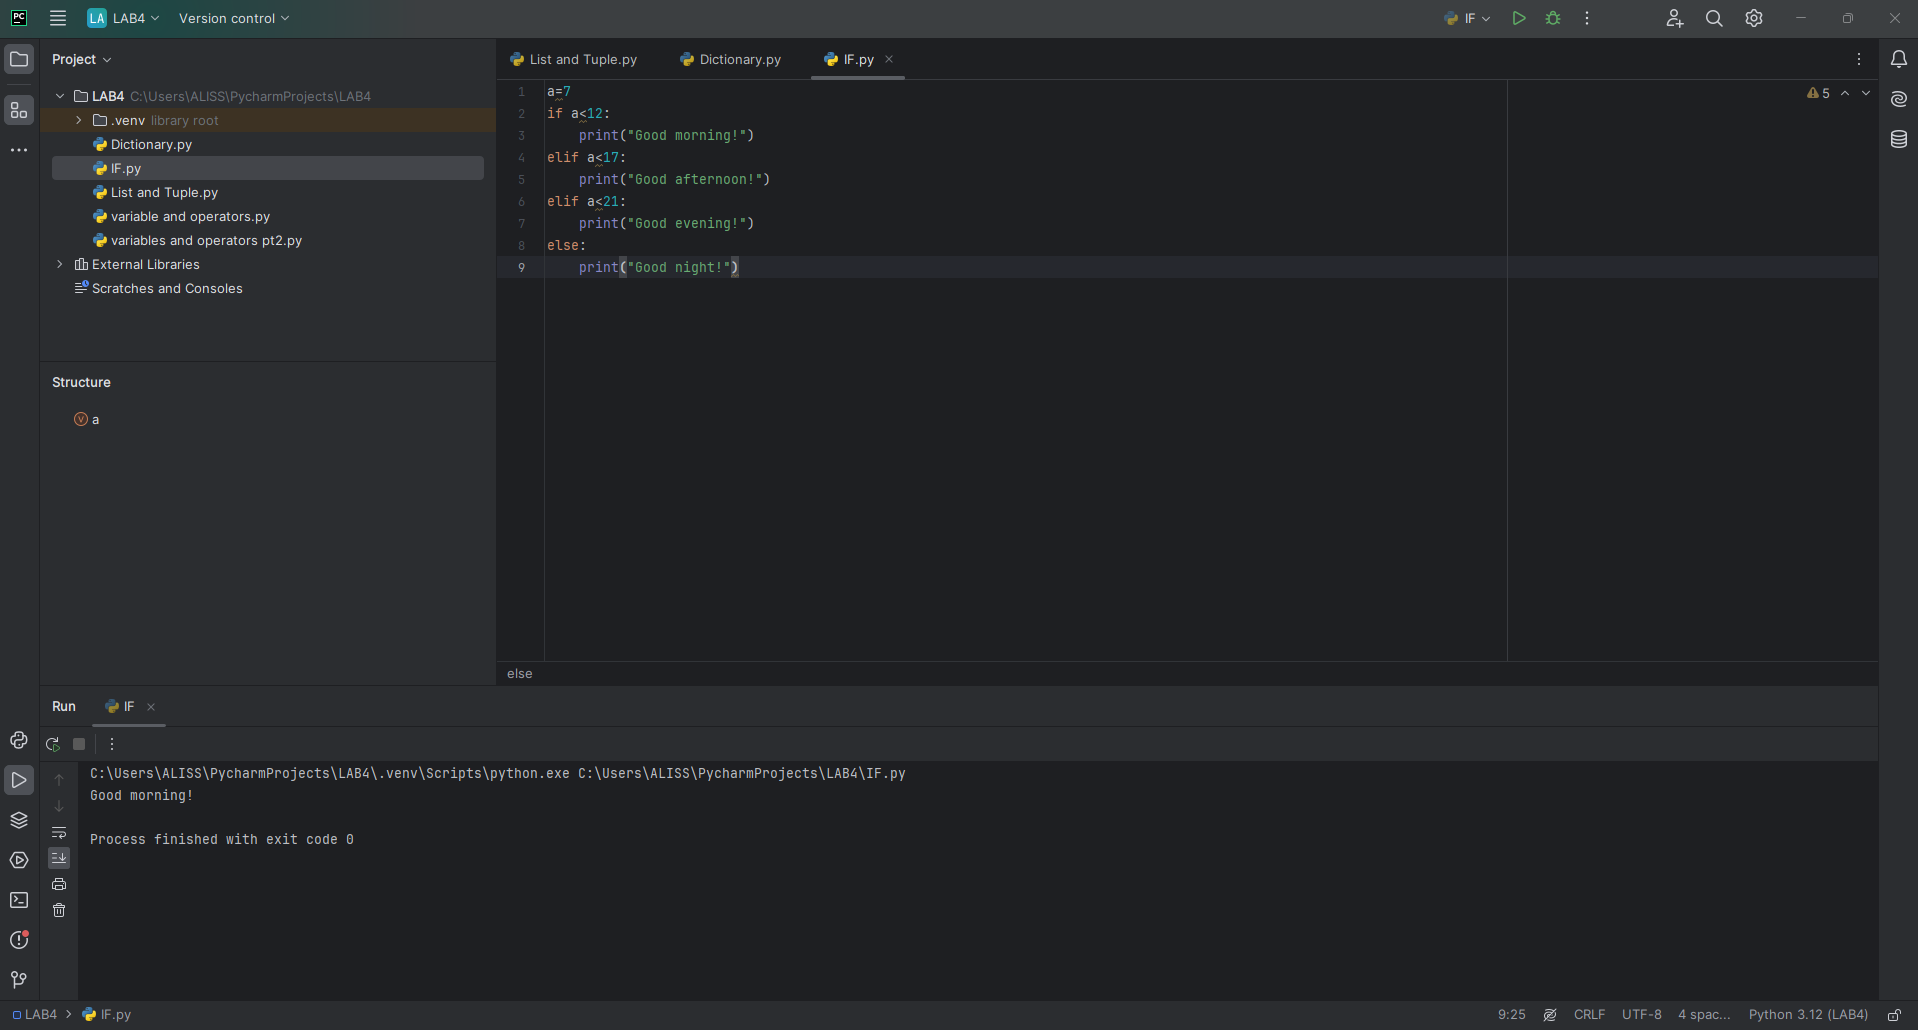 PC
LA LAB4 Version control
IF
Project
LAB4 C:\Users\ALISS\PycharmProjects\LAB4
.venv library root
Dictionary.py
IF.py
List and Tuple.py
variable and operators.py
variables and operators pt2.py
External Libraries
Scratches and Consoles
Structure
V a
List and Tuple.py Dictionary.py IF.py
5
1 a=7
2 if a<12:
3 print("Good morning!")
4 elif a<17:
5 print("Good afternoon!")
6 elif a<21:
7 print("Good evening!")
8 else:
9 print("Good night!")
else
Run IF
C:\Users\ALISS\PycharmProjects\LAB4\.venv\Scripts\python.exe C:\Users\ALISS\PycharmProjects\LAB4\IF.py
Good morning!
Process finished with exit code 0
LAB4 IF.py
9:25 CRLF UTF-8 4 spac... Python 3.12 (LAB4)